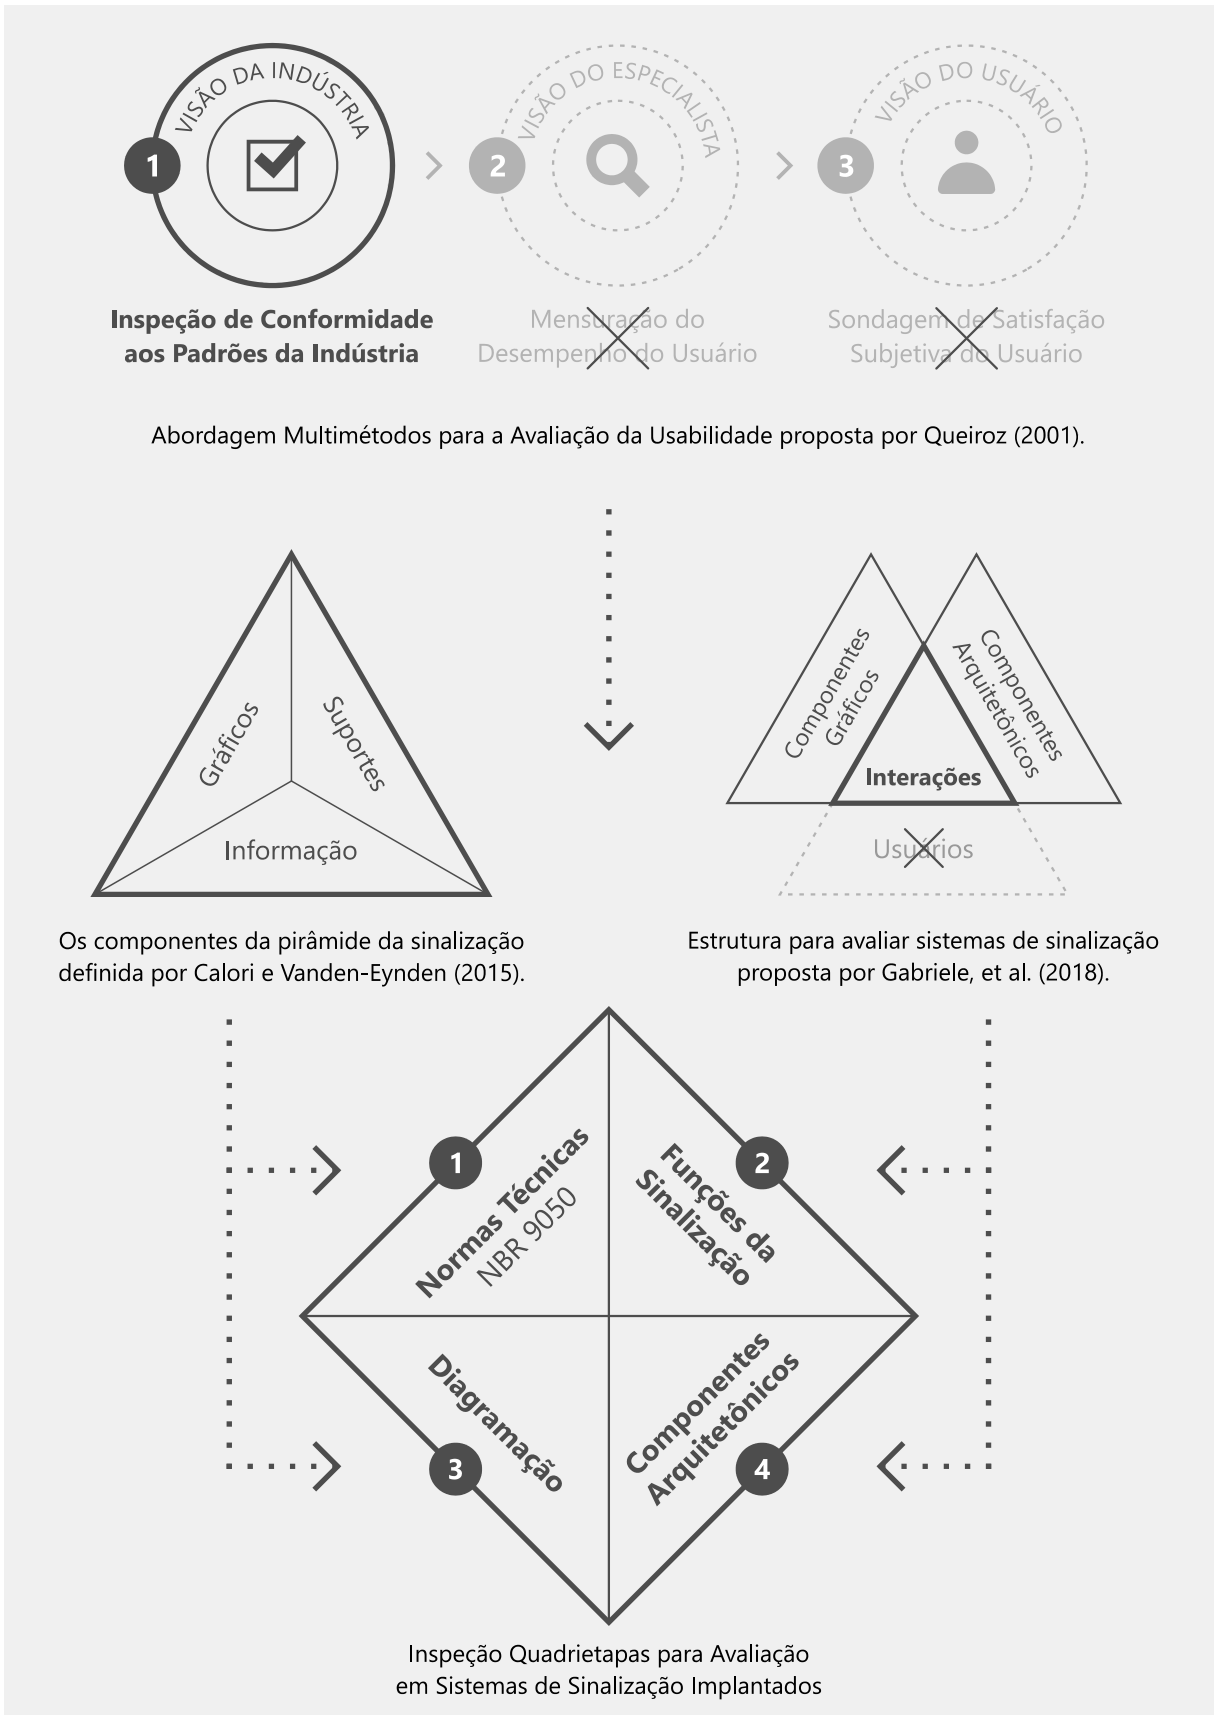 VISÃO DA INDÚSTRIA
1
Inspeção de Conformidade
aos Padrões da Indústria
VISÃO DO ESPECIALISTA
2
Mensuração do
Desempenho do Usuário
VISÃO DO USUÁRIO
3
Sondagem de Satisfação
Subjetiva do Usuário
Abordagem Multimétodos para a Avaliação da Usabilidade proposta por Queiroz (2001).
Gráficos
Suportes
Informação
Os componentes da pirâmide da sinalização
definida por Calori e Vanden-Eynden (2015).
Componentes
Gráficos
Componentes
Arquitetônicos
Interações
Usuários
Estrutura para avaliar sistemas de sinalização
proposta por Gabriele, et al. (2018).
1
Normas Técnicas
NBR 9050
2
Funções da
Sinalização
3
Diagramação
4
Componentes
Arquitetônicos
Inspeção Quadrietapas para Avaliação
em Sistemas de Sinalização Implantados